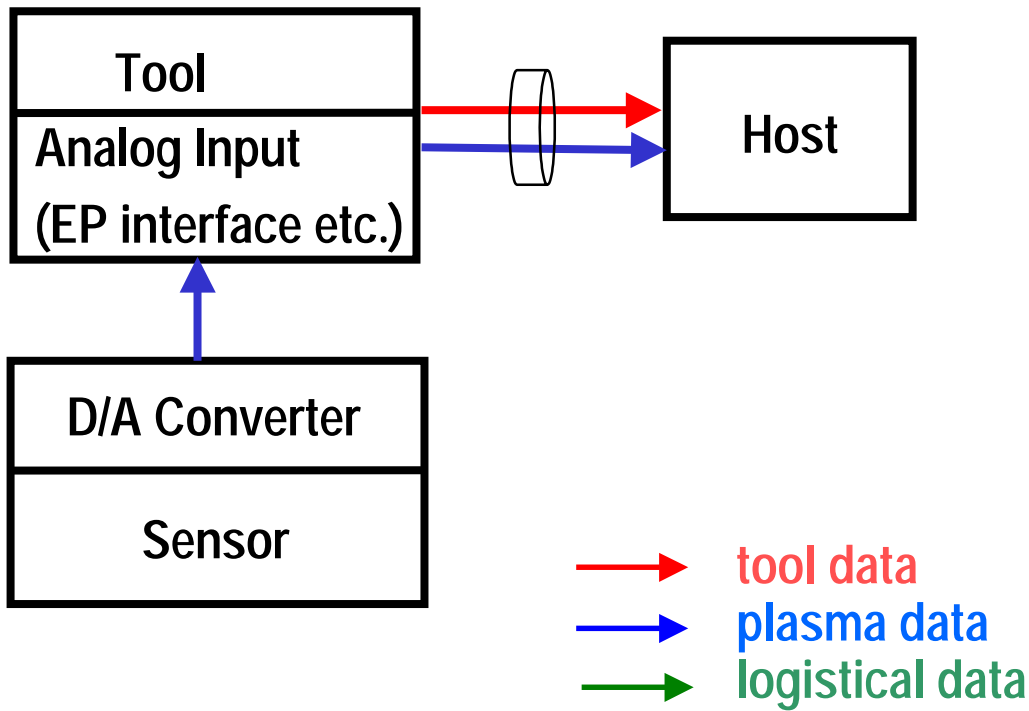 Tool
Analog Input
(EP interface etc.)
Host
D/A Converter
Sensor
tool data
plasma data
logistical data